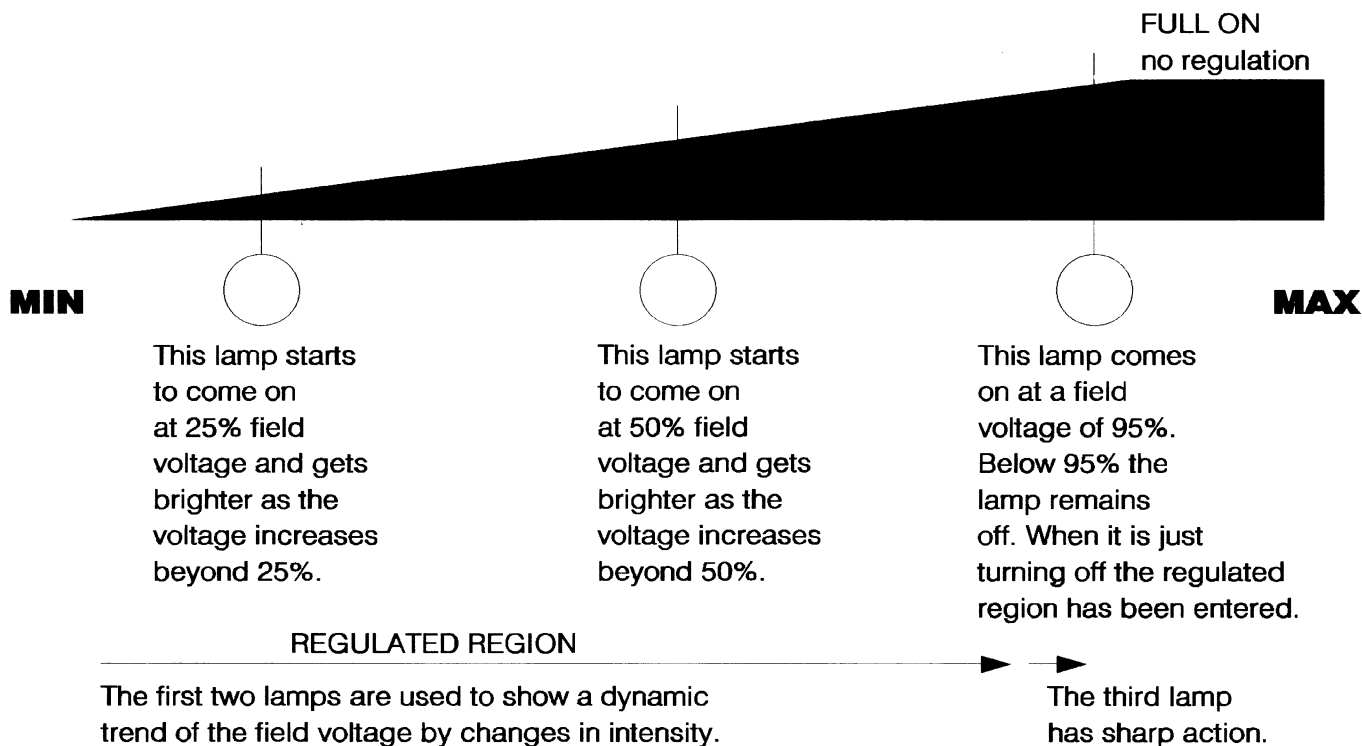 FULL ON
no regulation
MIN
MAX
This lamp starts
to come on
at 25% field
voltage and gets
brighter as the
voltage increases
beyond 25%.
This lamp starts
to come on
at 50% field
voltage and gets
brighter as the
voltage increases
beyond 50%.
This lamp comes
on at a field
voltage of 95%.
Below 95% the
lamp remains
off. When it is just
turning off the regulated
region has been entered.
REGULATED REGION
The first two lamps are used to show a dynamic
trend of the field voltage by changes in intensity.
The third lamp
has sharp action.